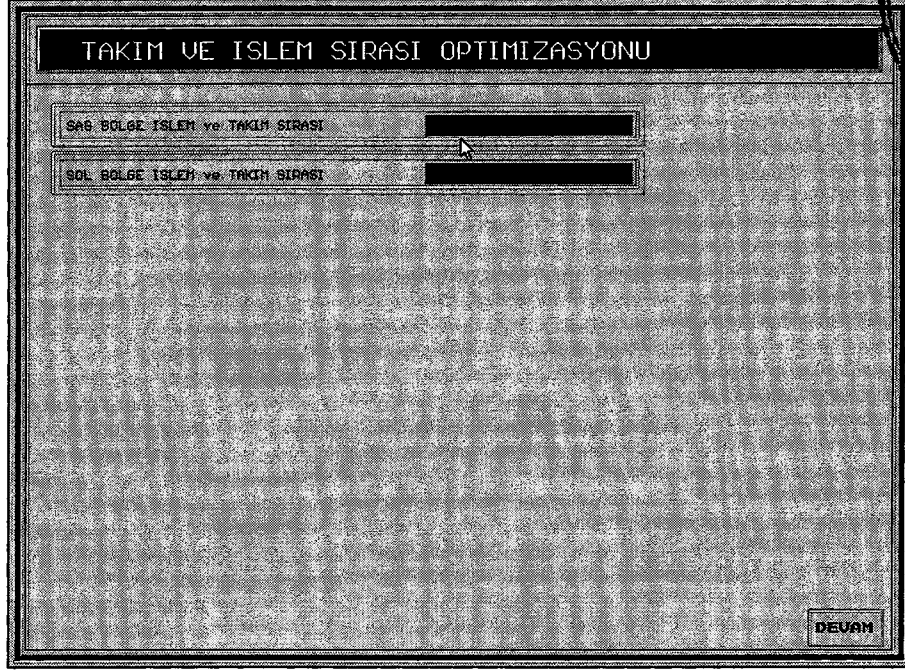 TAKIM VE ISLEM SIRASI OPTIMIZASYONU
SAG BOLGE ISLEM ve TAKIM SIRASI
SOL BOLGE ISLEM ve TAKIM SIRASI
DEVAM